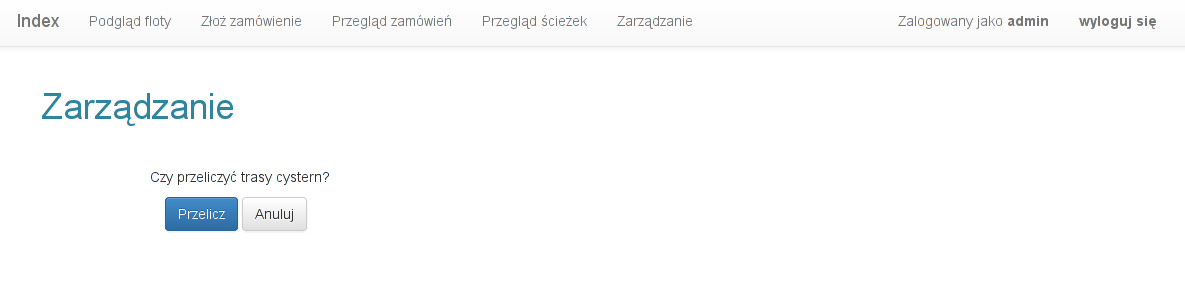 Index Podgląd floty Złoż zamówienie Przegląd zamówień Przegląd ścieżek Zarządzanie Zalogowany jako admin wyloguj się
Zarządzanie
Czy przeliczyć trasy cystern?
Przelicz Anuluj